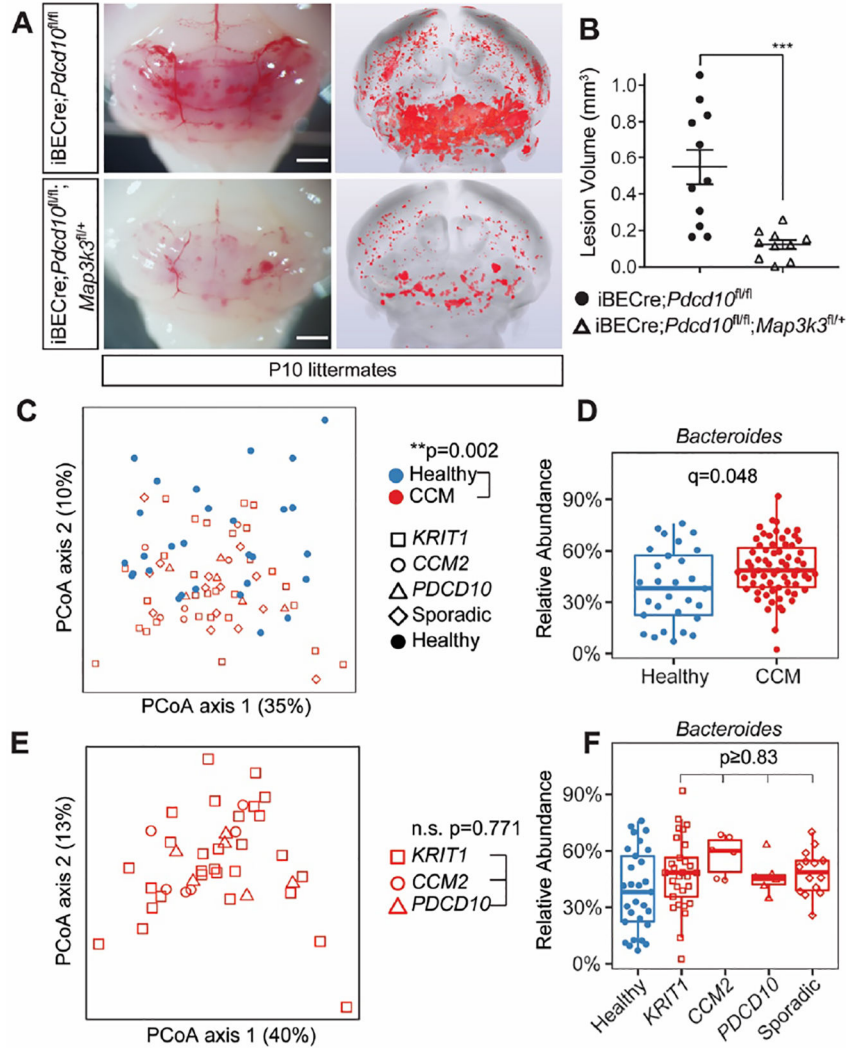 A
iBECre;Pdcd10fl/fl
iBECre;Pdcd10fl/fl;
Map3k3fl/+
P10 littermates
B
***
Lesion Volume (mm3)
1.0
0.8
0.6
0.4
0.2
0.0
iBECre;Pdcd10fl/fl
iBECre;Pdcd10fl/fl;Map3k3fl/+
C
PCoA axis 2 (10%)
PCoA axis 1 (35%)
**p=0.002
Healthy
CCM
KRIT1
CCM2
PDCD10
Sporadic
Healthy
D
Bacteroides
q=0.048
Relative Abundance
90%
60%
30%
0%
Healthy CCM
E
PCoA axis 2 (13%)
PCoA axis 1 (40%)
n.s. p=0.771
KRIT1
CCM2
PDCD10
F
Bacteroides
p≥0.83
Relative Abundance
90%
60%
30%
0%
Healthy
KRIT1
CCM2
PDCD10
Sporadic